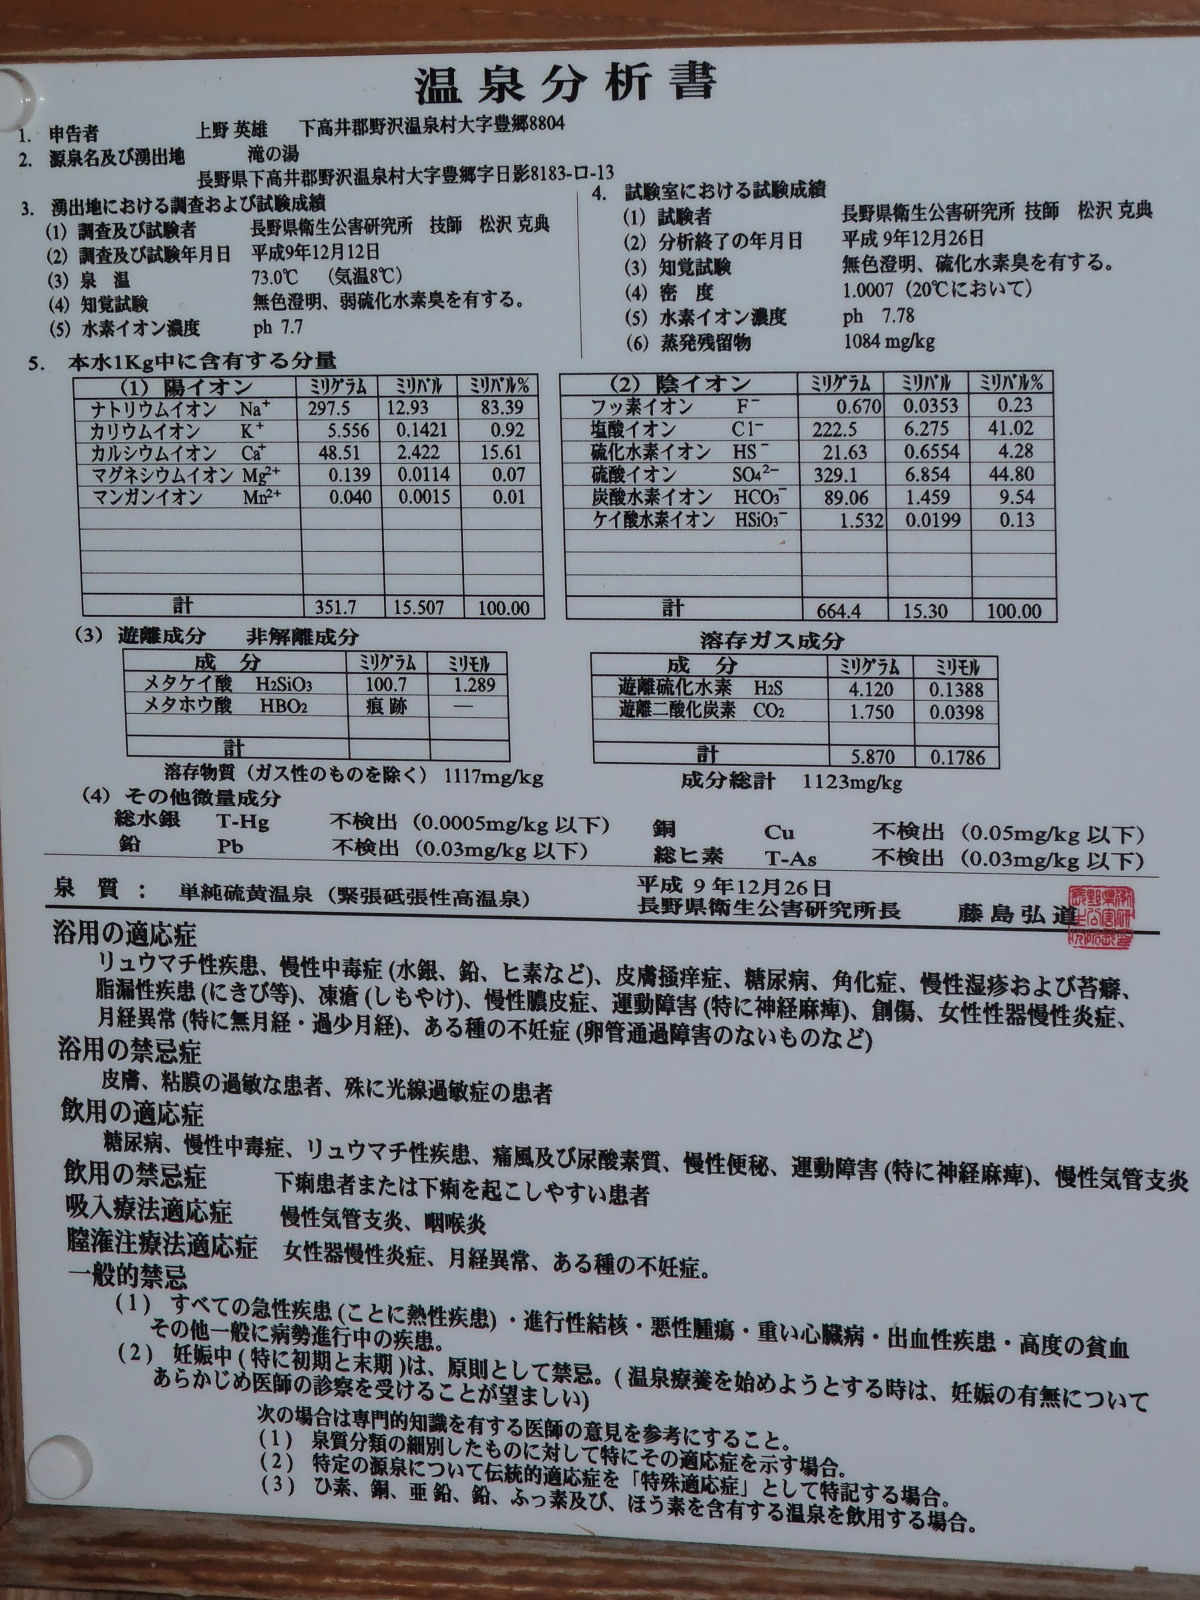 温泉分析書
1. 申告者 上野 英雄 下高井郡野沢温泉村大字豊郷8804
2. 源泉名及び湧出地 滝の湯
長野県下高井郡野沢温泉村大字豊郷字日影8183-ロ-13
3. 湧出地における調査および試験成績
(1) 調査及び試験者 長野県衛生公害研究所 技師 松沢 克典
(2) 調査及び試験年月日 平成9年12月12日
(3) 泉 温 73.0℃ (気温8℃)
(4) 知覚試験 無色澄明、弱硫化水素臭を有する。
(5) 水素イオン濃度 ph 7.7
4. 試験室における試験成績
(1) 試験者 長野県衛生公害研究所 技師 松沢 克典
(2) 分析終了の年月日 平成 9年12月26日
(3) 知覚試験 無色澄明、硫化水素臭を有する。
(4) 密 度 1.0007 (20℃において)
(5) 水素イオン濃度 ph 7.78
(6) 蒸発残留物 1084 mg/kg
5. 本水1Kg中に含有する分量
(1) 陽イオン ミリグラム ミリバル ミリバル%
ナトリウムイオン Na+ 297.5 12.93 83.39
カリウムイオン K+ 5.556 0.1421 0.92
カルシウムイオン Ca+ 48.51 2.422 15.61
マグネシウムイオン Mg2+ 0.139 0.0114 0.07
マンガンイオン Mn2+ 0.040 0.0015 0.01
計 351.7 15.507 100.00
(2) 陰イオン ミリグラム ミリバル ミリバル%
フッ素イオン F- 0.670 0.0353 0.23
塩酸イオン Cl- 222.5 6.275 41.02
硫化水素イオン HS- 21.63 0.6554 4.28
硫酸イオン SO4 2- 329.1 6.854 44.80
炭酸水素イオン HCO3- 89.06 1.459 9.54
ケイ酸水素イオン HSiO3- 1.532 0.0199 0.13
計 664.4 15.30 100.00
(3) 遊離成分 非解離成分
成 分 ミリグラム ミリモル
メタケイ酸 H2SiO3 100.7 1.289
メタホウ酸 HBO2 痕跡 —
計
溶存物質 (ガス性のものを除く) 1117mg/kg
溶存ガス成分
成 分 ミリグラム ミリモル
遊離硫化水素 H2S 4.120 0.1388
遊離二酸化炭素 CO2 1.750 0.0398
計 5.870 0.1786
成分総計 1123mg/kg
(4) その他微量成分
総水銀 T-Hg 不検出 (0.0005mg/kg 以下) 銅 Cu 不検出 (0.05mg/kg 以下)
鉛 Pb 不検出 (0.03mg/kg 以下) 総ヒ素 T-As 不検出 (0.03mg/kg 以下)
泉 質 : 単純硫黄温泉 (緊張砥張性高温泉)
平成 9 年12月26日
長野県衛生公害研究所長 藤島弘道
浴用の適応症
リュウマチ性疾患、慢性中毒症 (水銀、鉛、ヒ素など)、皮膚掻痒症、糖尿病、角化症、慢性湿疹および苔癬、
脂漏性疾患 (にきび等)、凍瘡 (しもやけ)、慢性膿皮症、運動障害 (特に神経麻痺)、創傷、女性性器慢性炎症、
月経異常 (特に無月経・過少月経)、ある種の不妊症 (卵管通過障害のないものなど)
浴用の禁忌症
皮膚、粘膜の過敏な患者、殊に光線過敏症の患者
飲用の適応症
糖尿病、慢性中毒症、リュウマチ性疾患、痛風及び尿酸素質、慢性便秘、運動障害 (特に神経麻痺)、慢性気管支炎
飲用の禁忌症 下痢患者または下痢を起こしやすい患者
吸入療法適応症 慢性気管支炎、咽喉炎
膣潅注療法適応症 女性器慢性炎症、月経異常、ある種の不妊症。
一般的禁忌
(1) すべての急性疾患 (ことに熱性疾患)・進行性結核・悪性腫瘍・重い心臓病・出血性疾患・高度の貧血
その他一般に病勢進行中の疾患。
(2) 妊娠中 (特に初期と末期) は、原則として禁忌。(温泉療養を始めようとする時は、妊娠の有無について
あらかじめ医師の診察を受けることが望ましい)
次の場合は専門的知識を有する医師の意見を参考にすること。
(1) 泉質分類の細別したものに対して特にその適応症を示す場合。
(2) 特定の源泉について伝統的適応症を「特殊適応症」として特記する場合。
(3) ひ素、銅、亜鉛、鉛、ふっ素及び、ほう素を含有する温泉を飲用する場合。